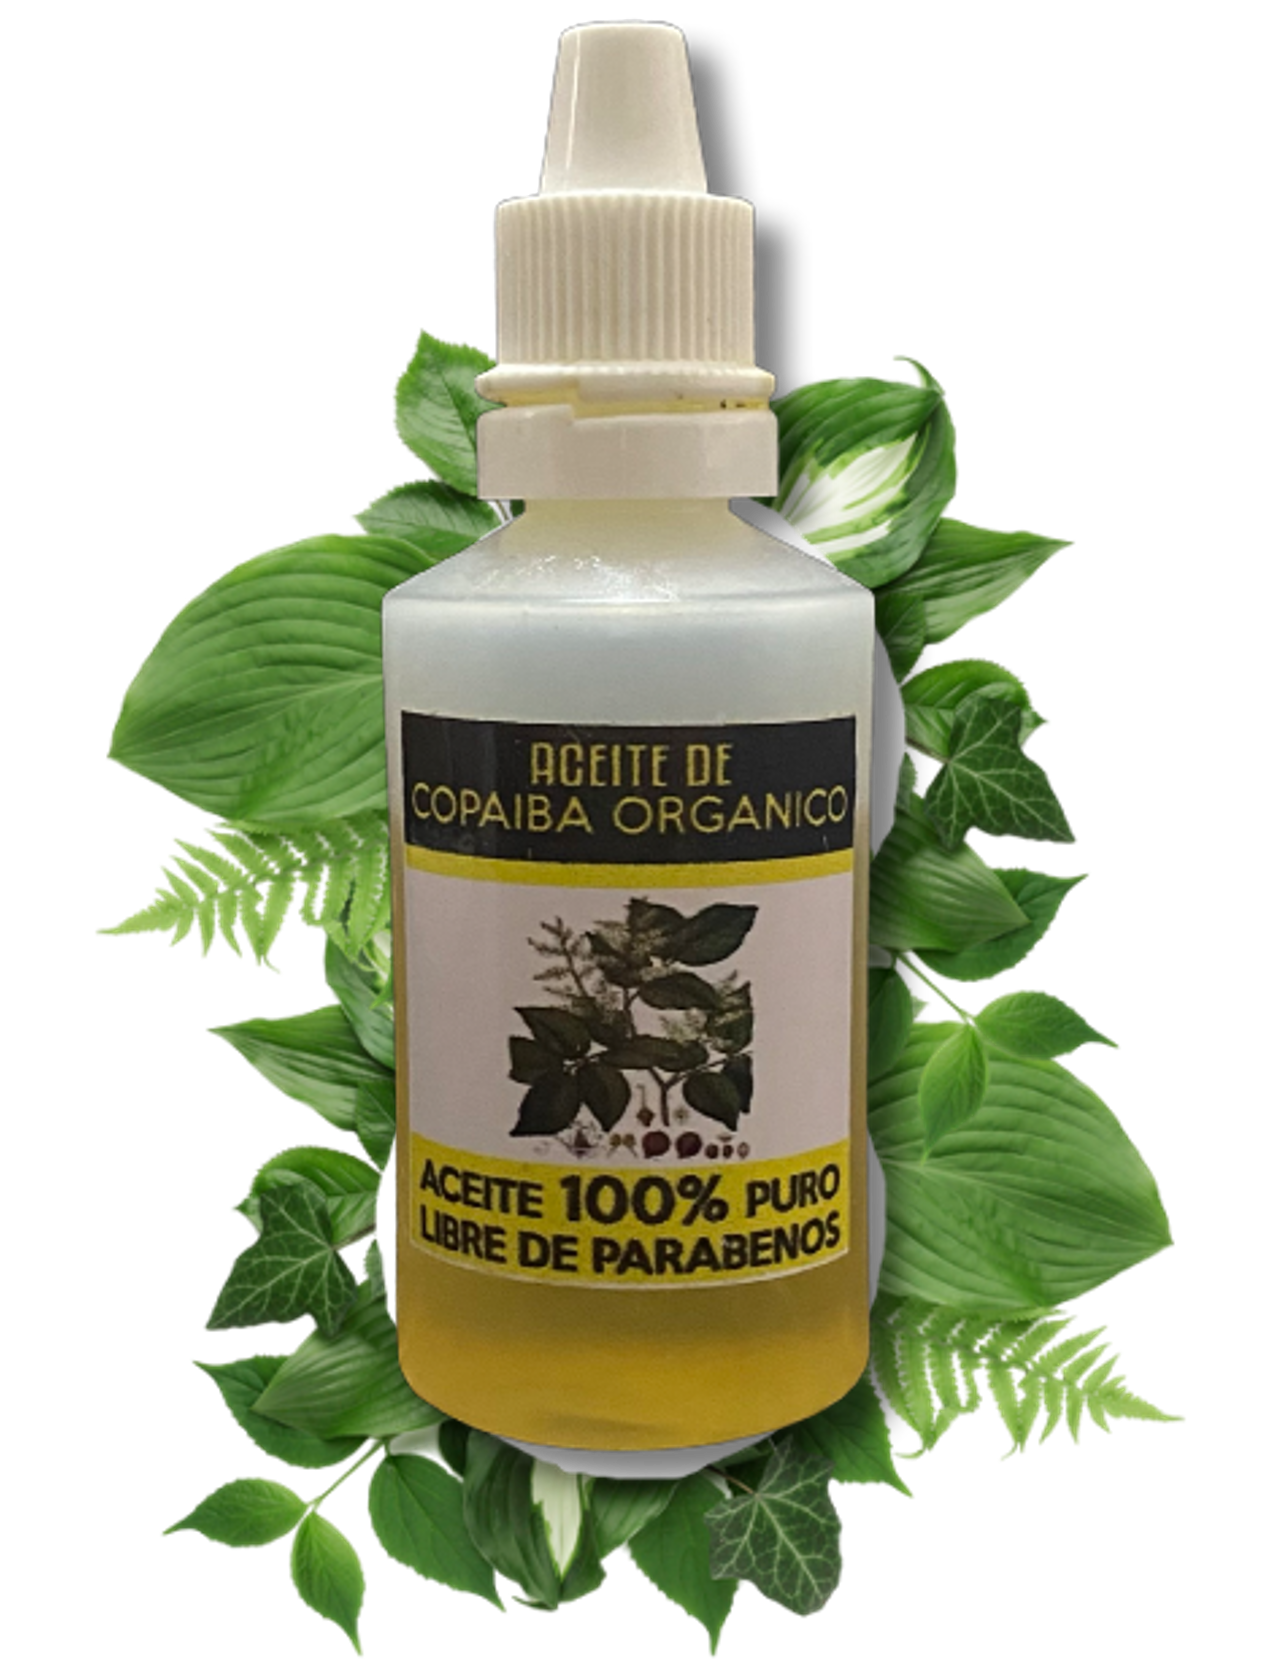 ACEITE DE
COPAIBA ORGANICO
ACEITE 100% PURO
LIBRE DE PARABENOS